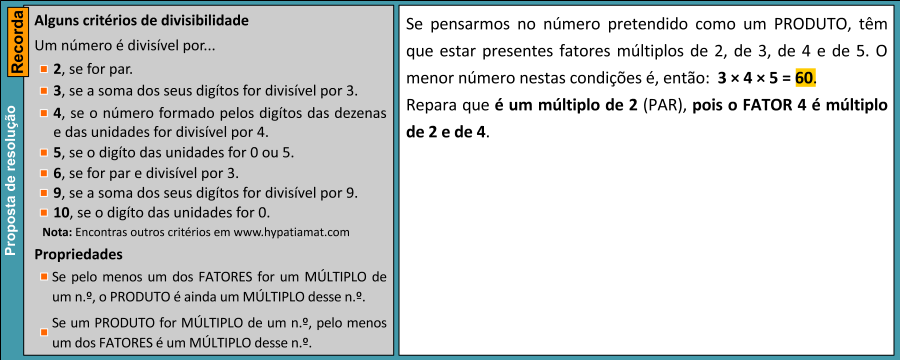 Proposta de resolução
Recorda
Alguns critérios de divisibilidade
Um número é divisível por...
2, se for par.
3, se a soma dos seus digítos for divisível por 3.
4, se o número formado pelos digítos das dezenas
e das unidades for divisível por 4.
5, se o digíto das unidades for 0 ou 5.
6, se for par e divisível por 3.
9, se a soma dos seus digítos for divisível por 9.
10, se o digíto das unidades for 0.
Nota: Encontras outros critérios em www.hypatiamat.com
Propriedades
Se pelo menos um dos FATORES for um MÚLTIPLO de
um n.º, o PRODUTO é ainda um MÚLTIPLO desse n.º.
Se um PRODUTO for MÚLTIPLO de um n.º, pelo menos
um dos FATORES é um MÚLTIPLO desse n.º.
Se pensarmos no número pretendido como um PRODUTO, têm
que estar presentes fatores múltiplos de 2, de 3, de 4 e de 5. O
menor número nestas condições é, então: 3 × 4 × 5 = 60.
Repara que é um múltiplo de 2 (PAR), pois o FATOR 4 é múltiplo
de 2 e de 4.